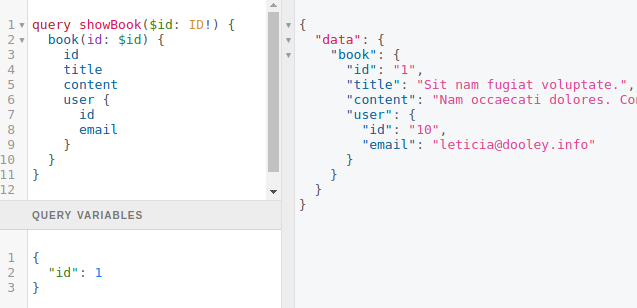 1 query showBook($id: ID!) {
2 book(id: $id) {
3 id
4 title
5 content
6 user {
7 id
8 email
9 }
10 }
11 }
12
QUERY VARIABLES
1 {
2 "id": 1
3 }
{
"data": {
"book": {
"id": "1",
"title": "Sit nam fugiat voluptate.",
"content": "Nam occaecati dolores. Co
"user": {
"id": "10",
"email": "leticia@dooley.info"
}
}
}
}